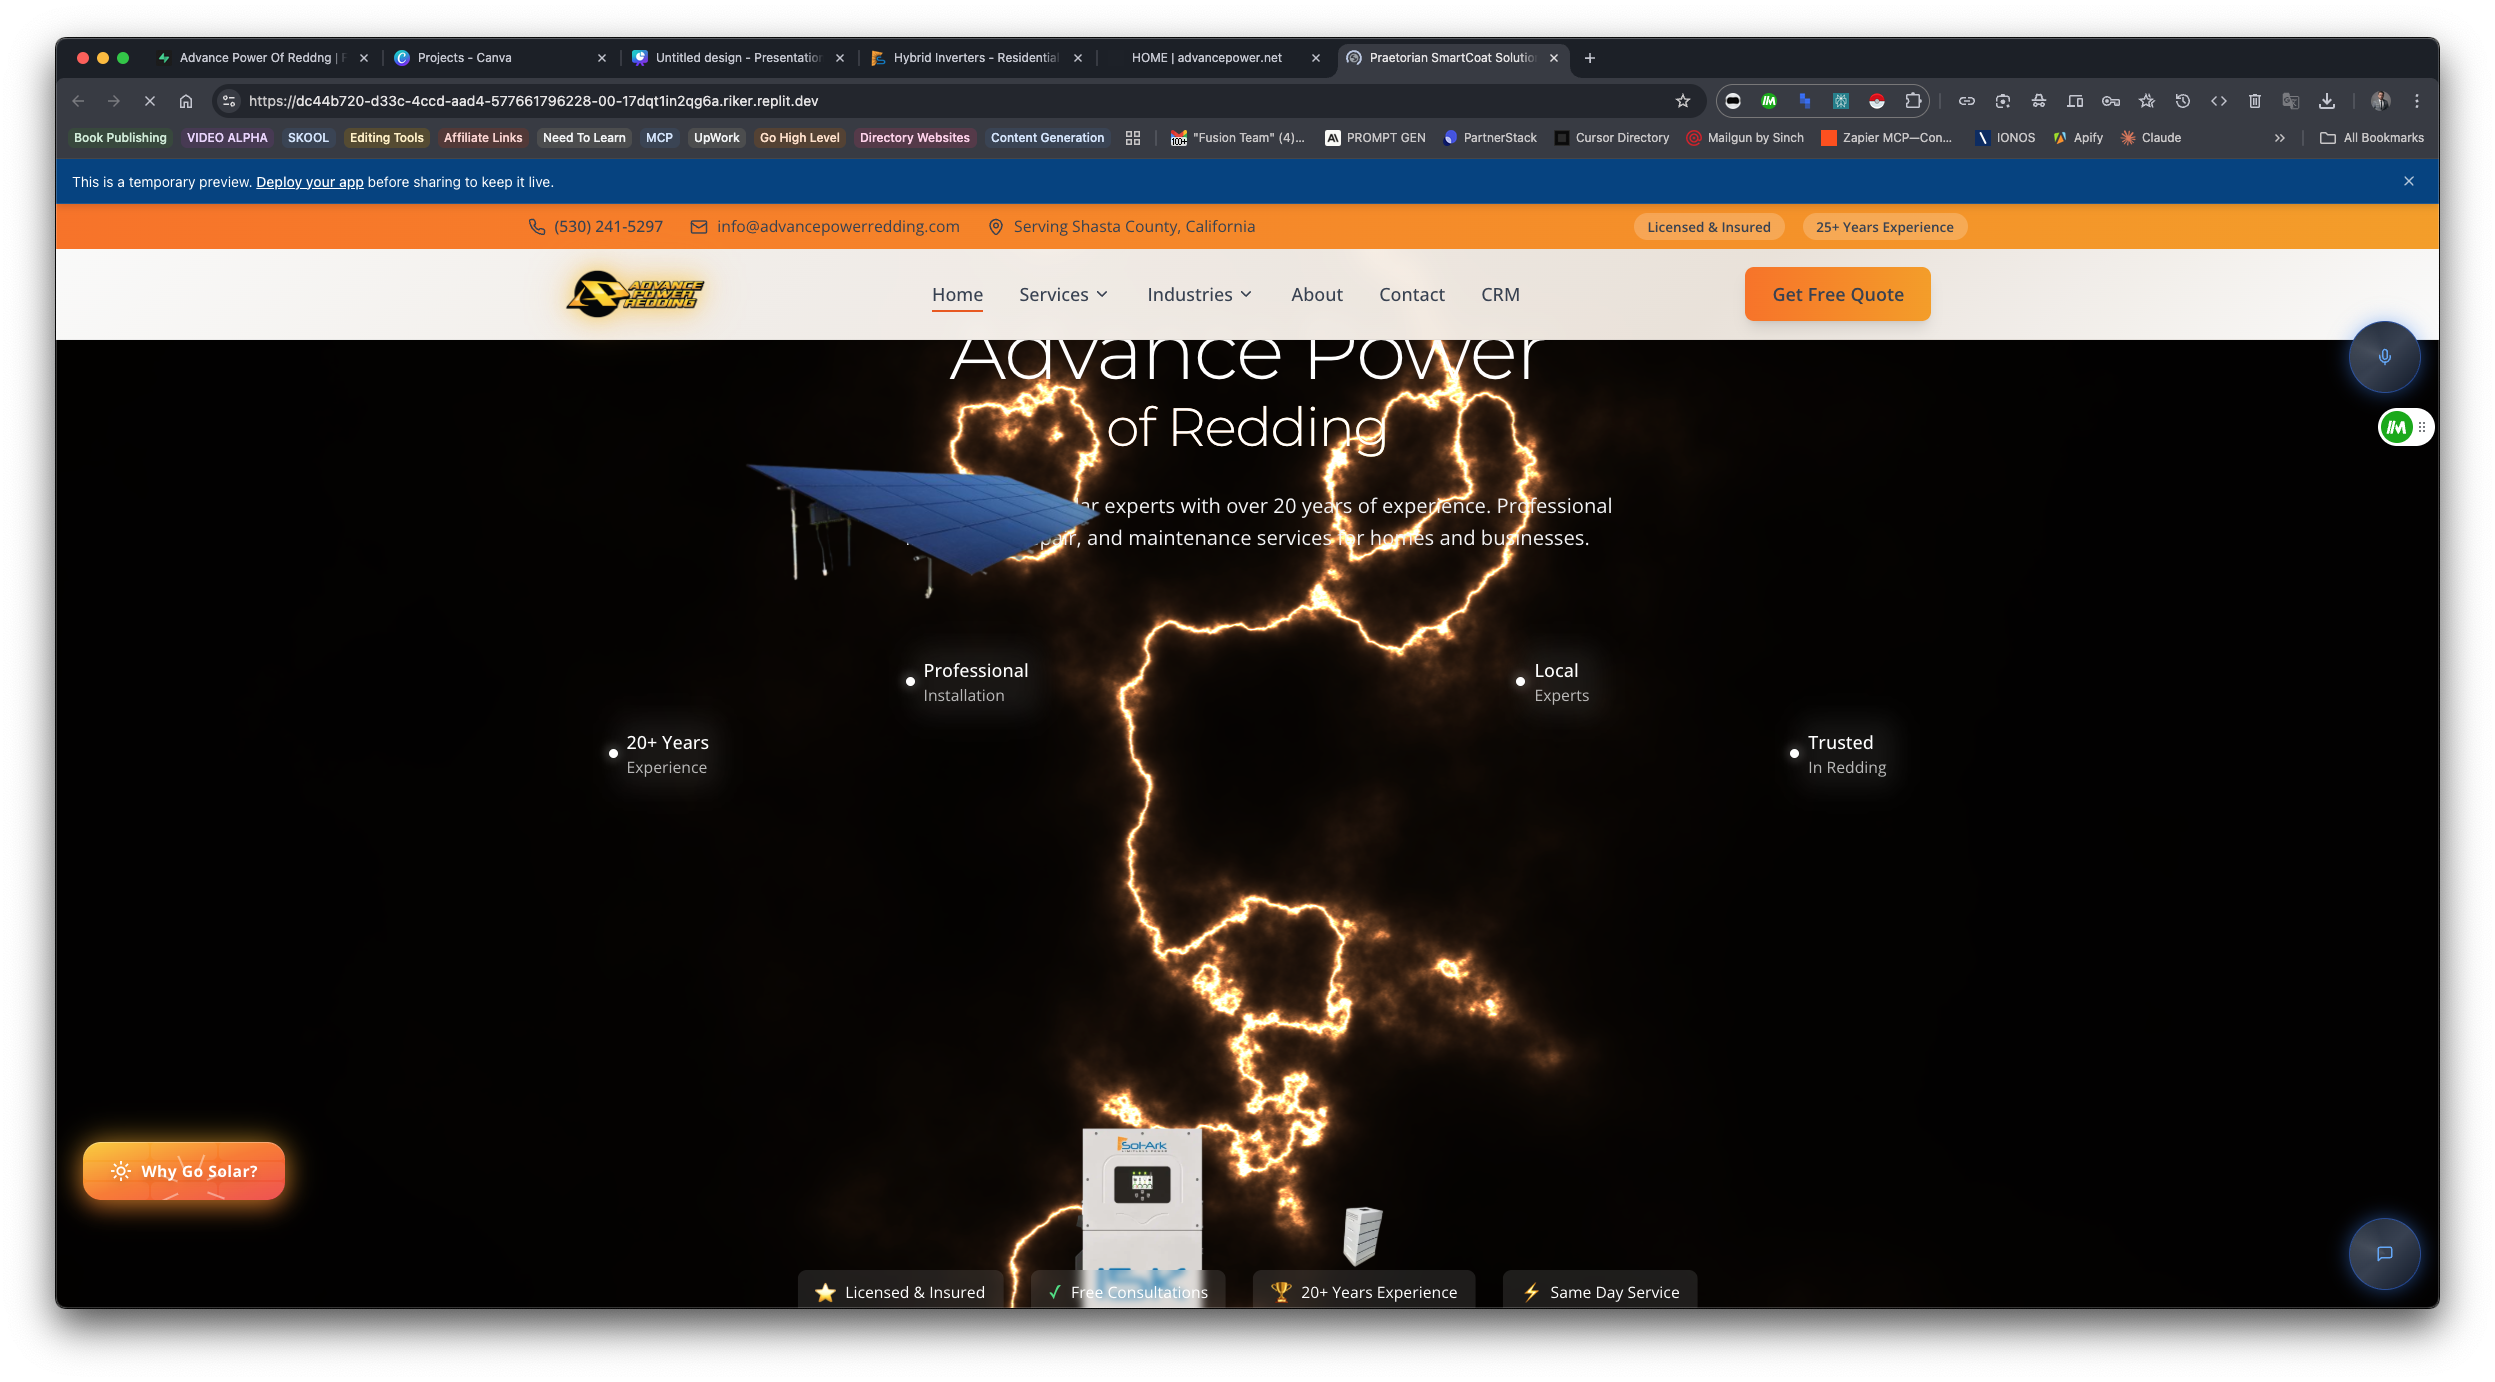 Advance Power Of Reddng | F
Projects - Canva
Untitled design - Presentation
Hybrid Inverters - Residential
HOME | advancepower.net
Praetorian SmartCoat Solution
https://dc44b720-d33c-4ccd-aad4-577661796228-00-17dqt1in2qg6a.riker.replit.dev
Book Publishing VIDEO ALPHA SKOOL Editing Tools Affiliate Links Need To Learn MCP UpWork Go High Level Directory Websites Content Generation "Fusion Team" (4)... PROMPT GEN PartnerStack Cursor Directory Mailgun by Sinch Zapier MCP—Con... IONOS Apify Claude All Bookmarks
This is a temporary preview. Deploy your app before sharing to keep it live.
(530) 241-5297 info@advancepowerredding.com Serving Shasta County, California Licensed & Insured 25+ Years Experience
ADVANCE
POWER
REDDING
Home Services Industries About Contact CRM Get Free Quote
Advance Power
of Redding
experts with over 20 years of experience. Professional
and maintenance services for homes and businesses.
Professional
Installation
Local
Experts
20+ Years
Experience
Trusted
In Redding
Why Go Solar?
Sol-Ark
15K
Licensed & Insured
Free Consultations
20+ Years Experience
Same Day Service